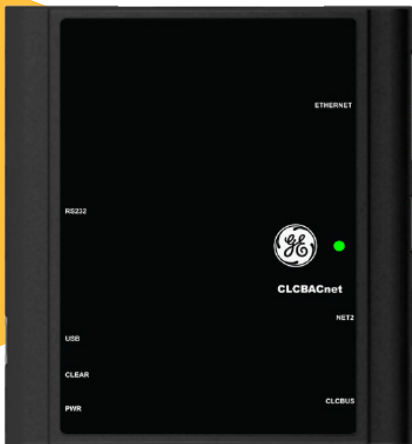 ETHERNET
RS232
GE
CLCBACnet
NET2
USB
CLEAR
CLCBUS
PWR